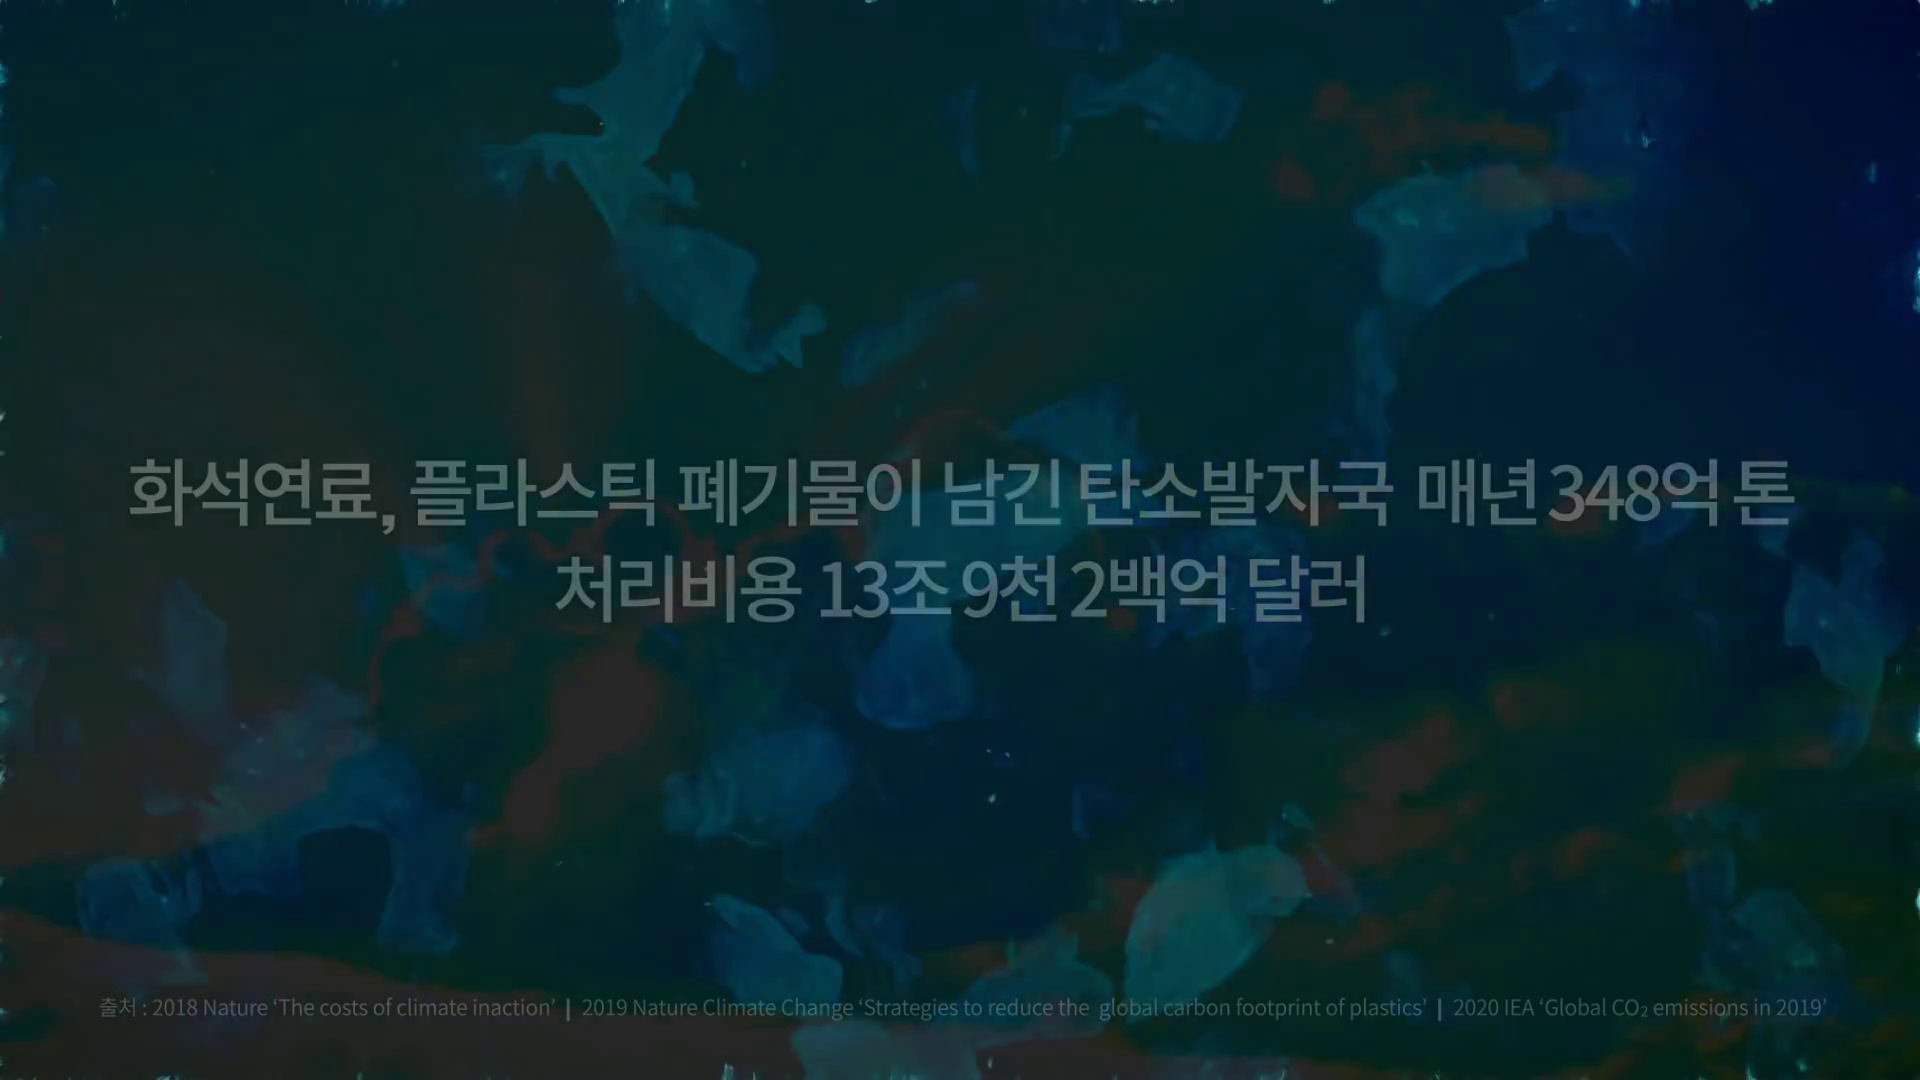 화석연료, 플라스틱 폐기물이 남긴 탄소발자국 매년 348억 톤
처리비용 13조 9천 2백억 달러
출처 : 2018 Nature ‘The costs of climate inaction’ | 2019 Nature Climate Change ‘Strategies to reduce the global carbon footprint of plastics’ | 2020 IEA ‘Global CO₂ emissions in 2019’